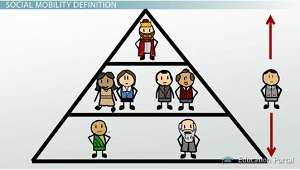 SOCIAL MOBILITY DEFINITION
Education Portal